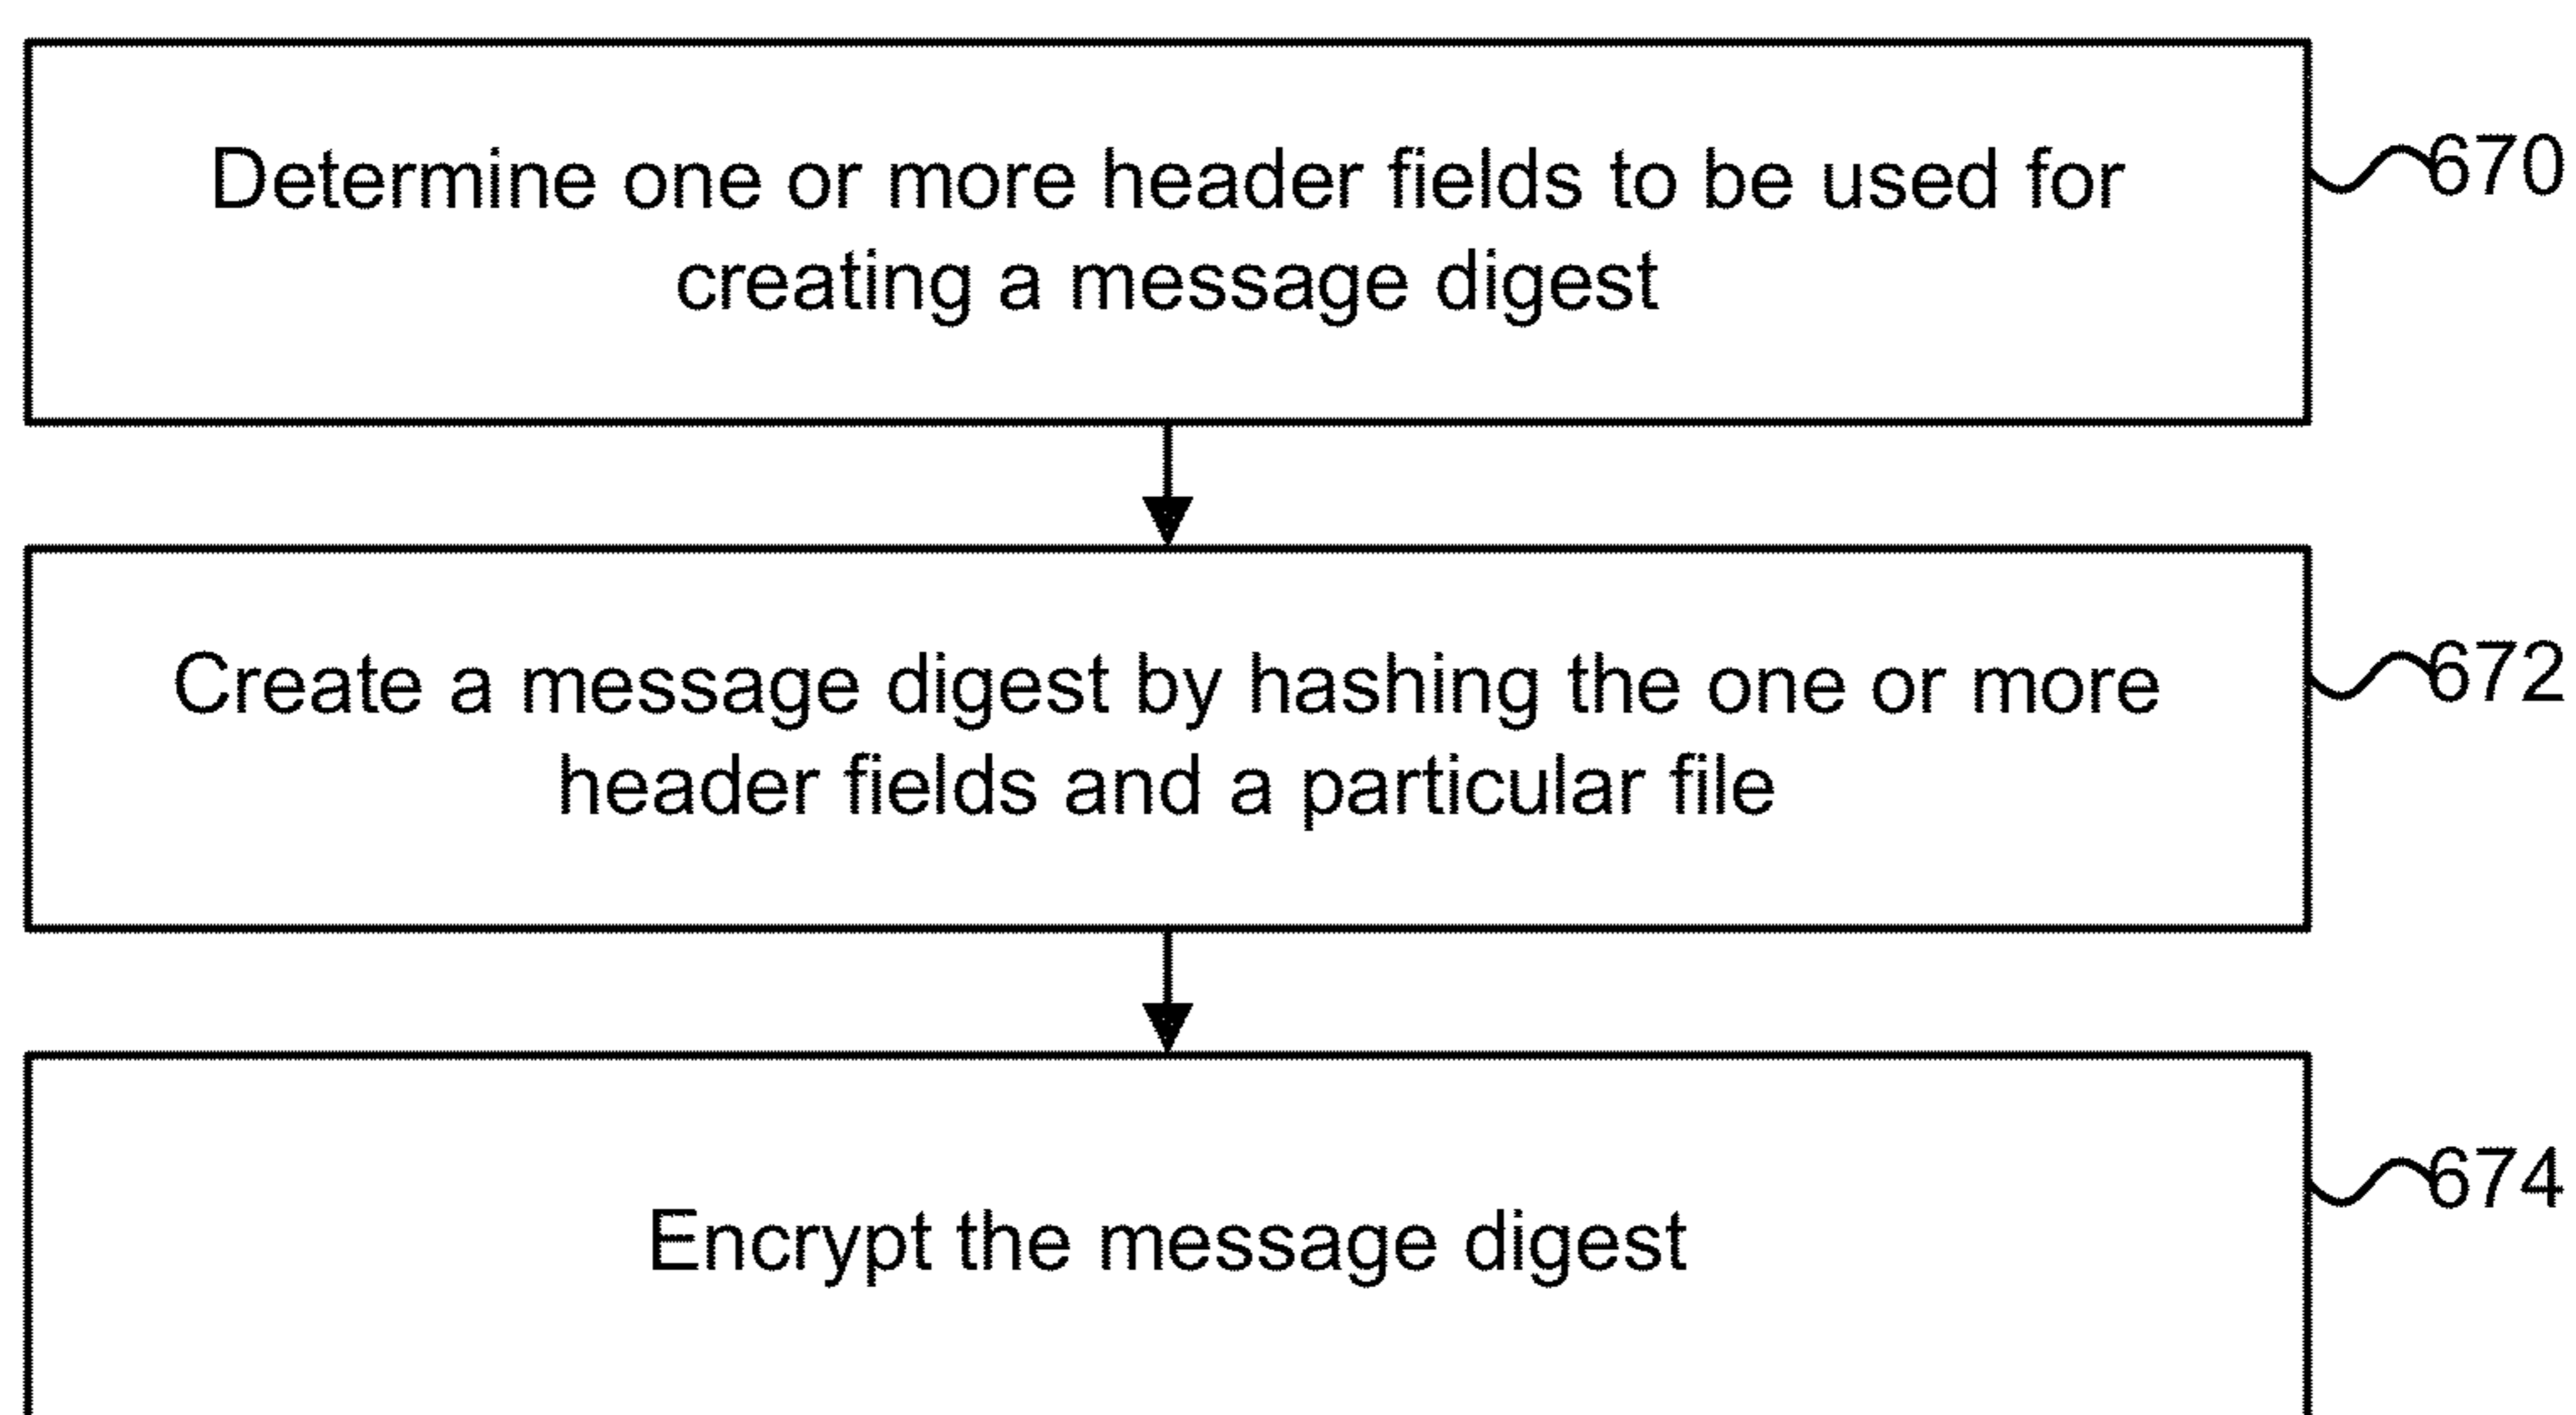 Determine one or more header fields to be used for
creating a message digest
670
Create a message digest by hashing the one or more
header fields and a particular file
672
Encrypt the message digest
674